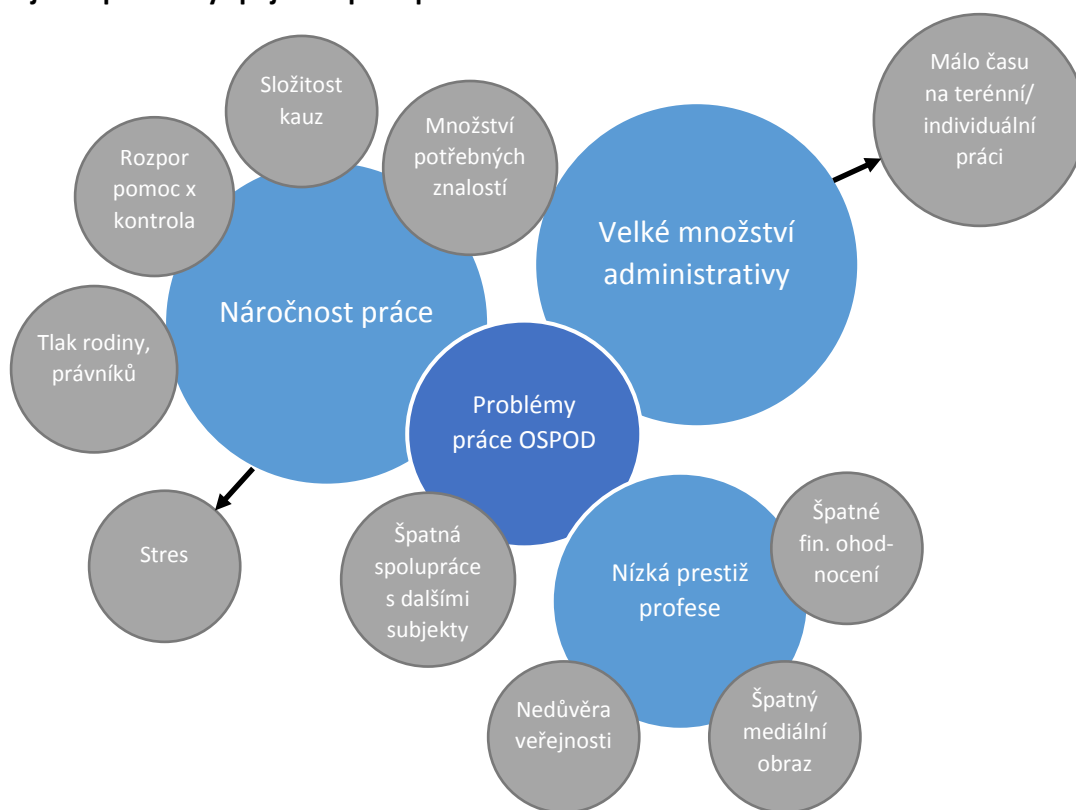 Složitost
kauz
Množství
potřebných
znalostí
Rozpor
pomoc x
kontrola
Tlak rodiny,
právníků
Náročnost práce
Stres
Velké množství
administrativy
Málo času
na terénní/
individuální
práci
Problémy
práce OSPOD
Špatná
spolupráce
s dalšími
subjekty
Nízká prestiž
profese
Špatné
fin. ohod-
nocení
Nedůvěra
veřejnosti
Špatný
mediální
obraz